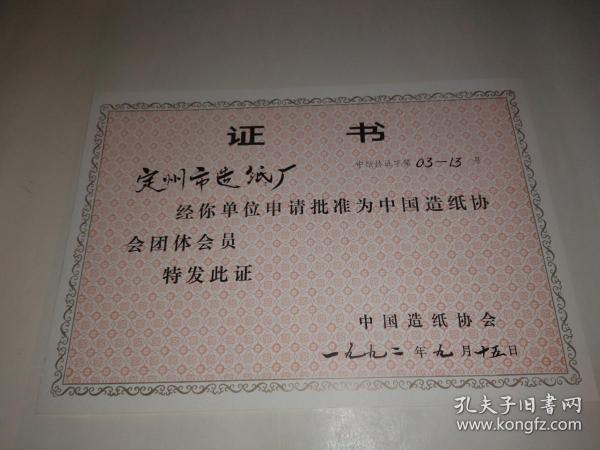 证 书
定州市造纸厂
03-13 号
经你单位申请批准为中国造纸协
会团体会员
特发此证
中国造纸协会
一九九二年九月十五日
孔夫子旧书网
www.kongfz.com